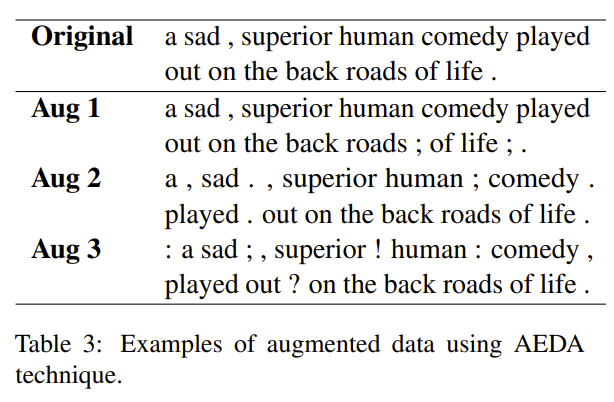 Original a sad , superior human comedy played
out on the back roads of life .
Aug 1 a sad , superior human comedy played
out on the back roads ; of life ; .
Aug 2 a , sad . , superior human ; comedy .
played . out on the back roads of life .
Aug 3 : a sad ; , superior ! human : comedy ,
played out ? on the back roads of life .
Table 3: Examples of augmented data using AEDA
technique.